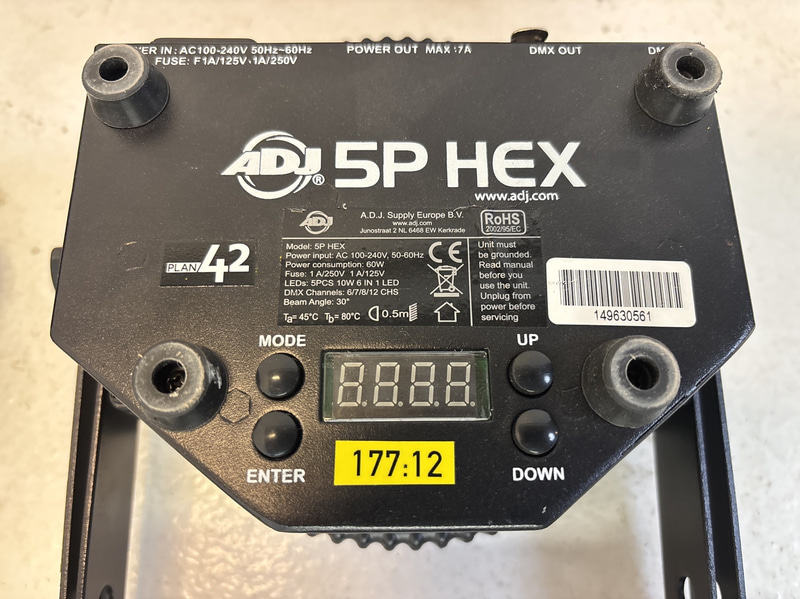 ER IN: AC100-240V 50Hz~60Hz
FUSE: F1A/125V 1A/250V
POWER OUT MAX :7A
DMX OUT
ADJ® 5P HEX
www.adj.com
ADJ
A.D.J. Supply Europe B.V.
www.adj.com
Junostraat 2 NL 6468 EW Kerkrade
RoHS
2002/95/EC
PLAN 42
Model: 5P HEX
Power input: AC 100-240V, 50-60Hz
Power consumption: 60W
Fuse: 1 A/250V 1 A/125V
LEDs: 5PCS 10W 6 IN 1 LED
DMX Channels: 6/7/8/12 CHS
Beam Angle: 30°
Ta= 45°C Tb= 80°C 0.5m
CE
Unit must
be grounded.
Read manual
before you
use the unit.
Unplug from
power before
servicing
149630561
MODE
UP
ENTER
DOWN
177:12